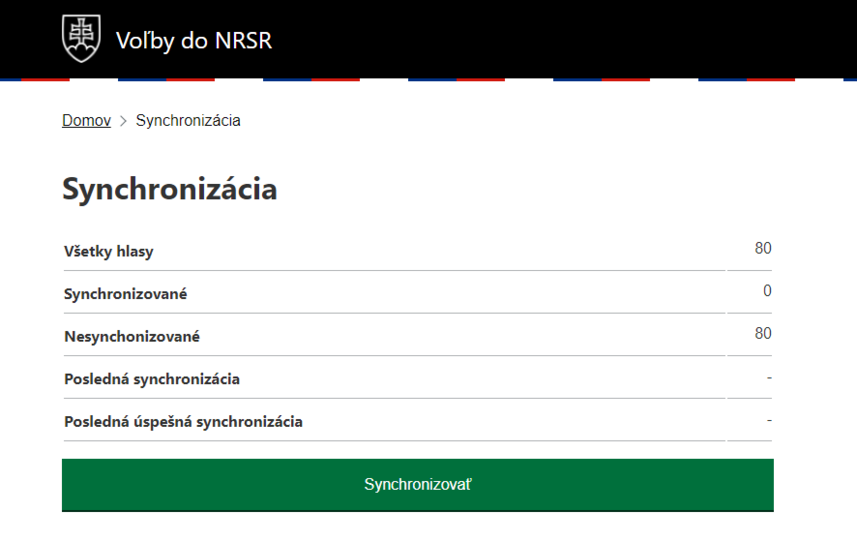 Voľby do NRSR
Domov > Synchronizácia
Synchronizácia
Všetky hlasy 80
Synchronizované 0
Nesynchonizované 80
Posledná synchronizácia -
Posledná úspešná synchronizácia -
Synchronizovať